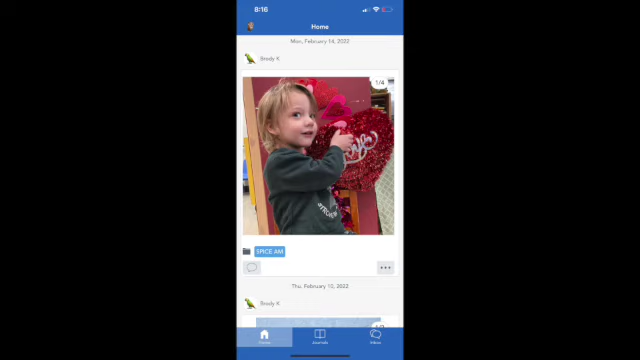 8:16
Home
Mon, February 14, 2022
Brody K
1/4
SPICE AM
Thu, February 10, 2022
Brody K
Home
Journals
Inbox